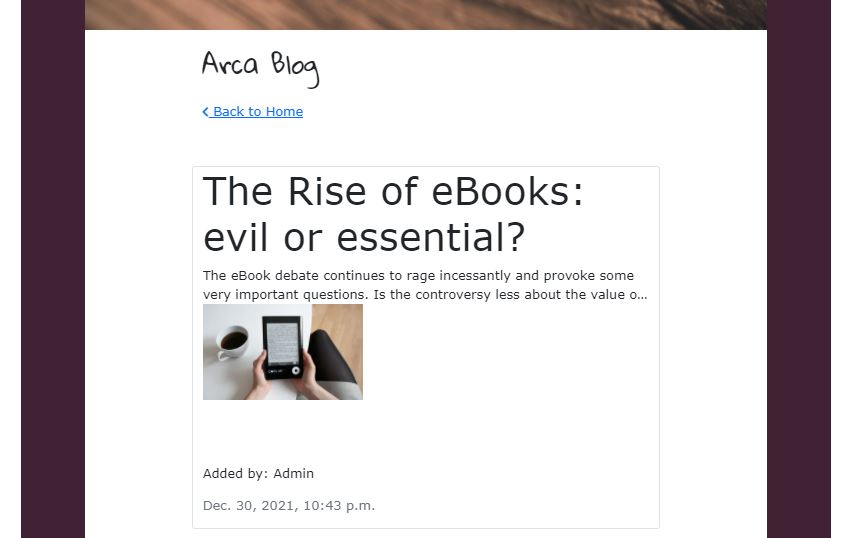 Arca Blog
Back to Home
The Rise of eBooks:
evil or essential?
The eBook debate continues to rage incessantly and provoke some
very important questions. Is the controversy less about the value o...
Added by: Admin
Dec. 30, 2021, 10:43 p.m.